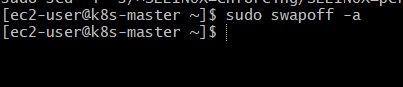 [ec2-user@k8s-master ~]$ sudo swapoff -a
[ec2-user@k8s-master ~]$